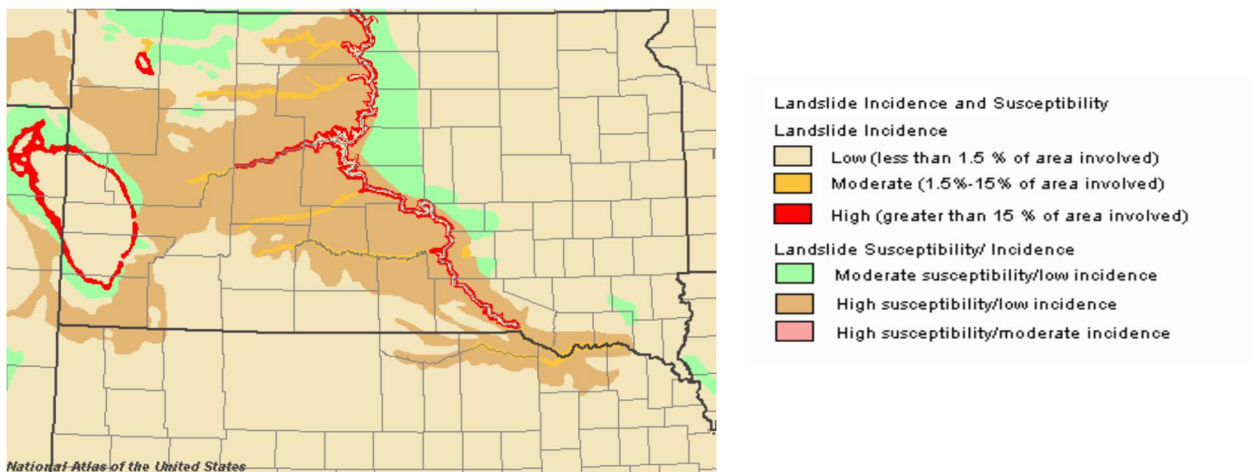 Landslide Incidence and Susceptibility
Landslide Incidence
Low (less than 1.5 % of area involved)
Moderate (1.5%-15% of area involved)
High (greater than 15 % of area involved)
Landslide Susceptibility/ Incidence
Moderate susceptibility/low incidence
High susceptibility/low incidence
High susceptibility/moderate incidence
National Atlas of the United States